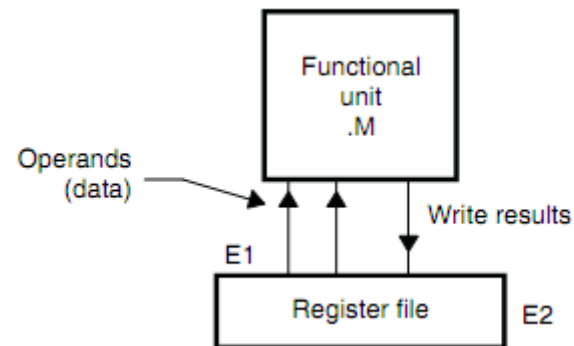 Functional
unit
.M
Operands
(data)
Write results
E1
Register file
E2